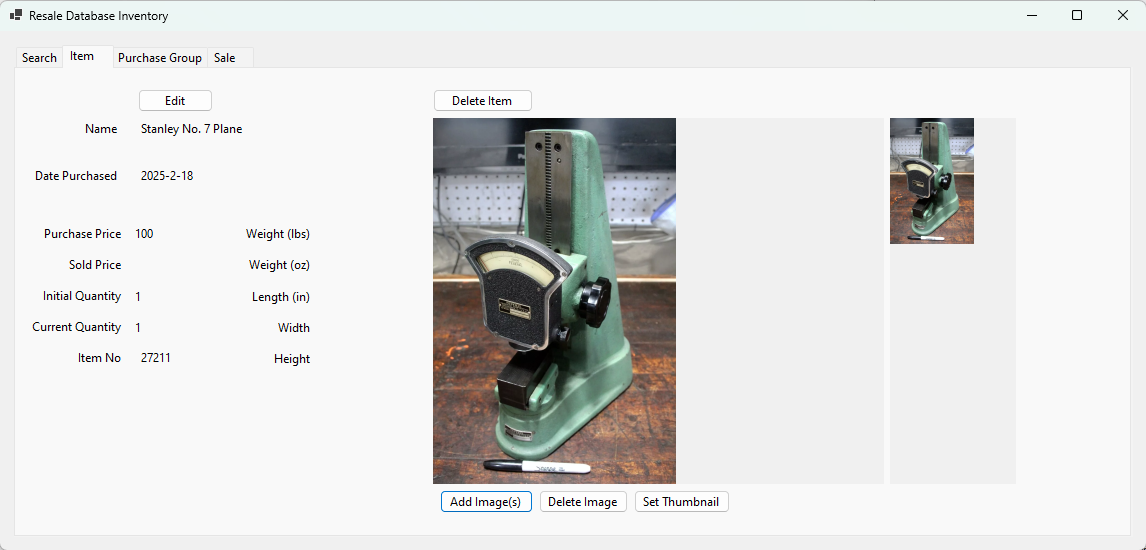 Resale Database Inventory
Search Item Purchase Group Sale
Edit Delete Item
Name Stanley No. 7 Plane
Date Purchased 2025-2-18
Purchase Price 100 Weight (lbs)
Sold Price Weight (oz)
Initial Quantity 1 Length (in)
Current Quantity 1 Width
Item No 27211 Height
Add Image(s) Delete Image Set Thumbnail